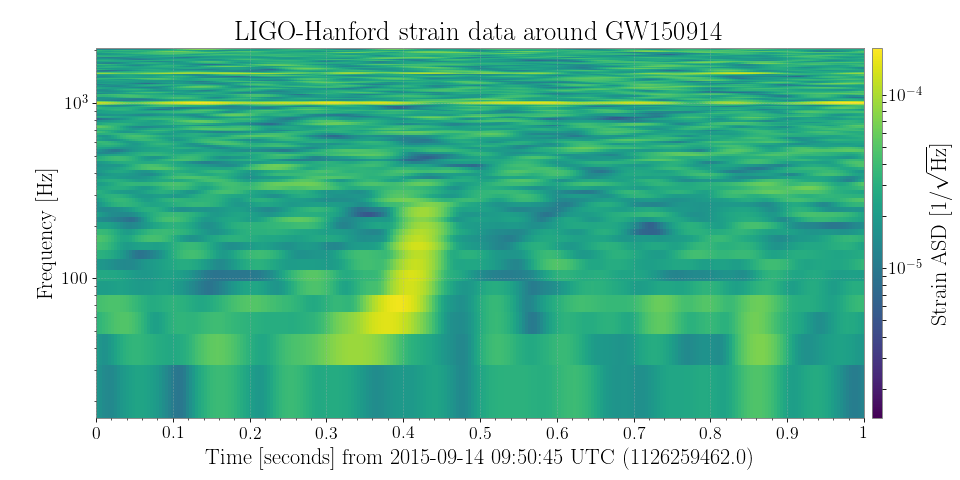 LIGO-Hanford strain data around GW150914
Frequency [Hz]
10³
100
0 0.1 0.2 0.3 0.4 0.5 0.6 0.7 0.8 0.9 1
Time [seconds] from 2015-09-14 09:50:45 UTC (1126259462.0)
10⁻⁴
10⁻⁵
Strain ASD [1/√Hz]